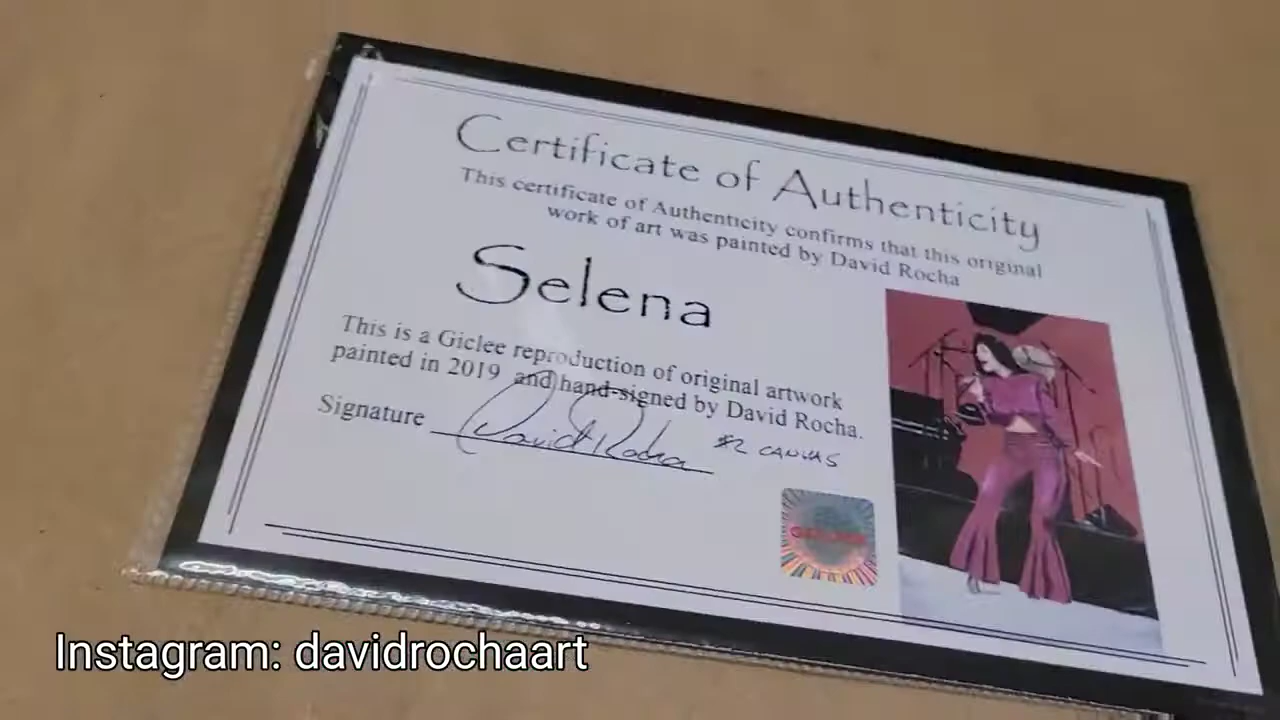 Certificate of Authenticity
This certificate of Authenticity confirms that this original
work of art was painted by David Rocha
Selena
This is a Giclee reproduction of original artwork
painted in 2019 and hand-signed by David Rocha.
Signature David Rocha #2 CANVAS
Instagram: davidrochaart